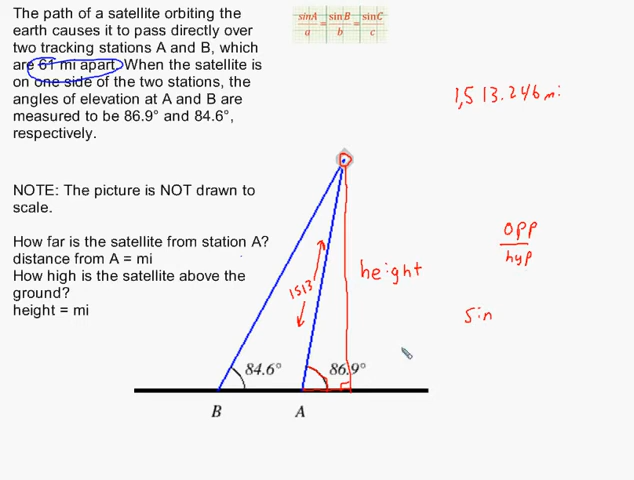 The path of a satellite orbiting the
earth causes it to pass directly over
two tracking stations A and B, which
are 61 mi apart. When the satellite is
on one side of the two stations, the
angles of elevation at A and B are
measured to be 86.9° and 84.6°,
respectively.
sinA/a = sinB/b = sinC/c
1,513.246 mi
NOTE: The picture is NOT drawn to
scale.
How far is the satellite from station A?
distance from A = mi
How high is the satellite above the
ground?
height = mi
opp
hyp
height
1513
sin
84.6°
86.9°
B
A